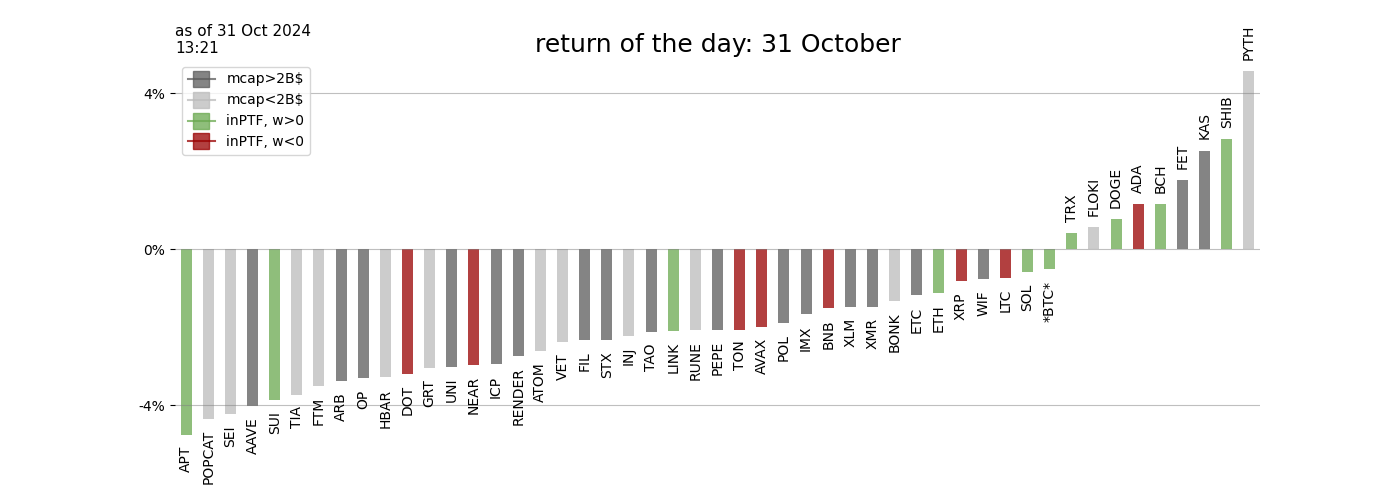 as of 31 Oct 2024
13:21
return of the day: 31 October
mcap>2B$
mcap<2B$
inPTF, w>0
inPTF, w<0
4%
0%
-4%
APT
POPCAT
SEI
AAVE
SUI
TIA
FTM
ARB
OP
HBAR
DOT
GRT
UNI
NEAR
ICP
RENDER
ATOM
VET
FIL
STX
INJ
TAO
LINK
RUNE
PEPE
TON
AVAX
POL
IMX
BNB
XLM
XMR
BONK
ETC
ETH
XRP
WIF
LTC
SOL
*BTC*
TRX
FLOKI
DOGE
ADA
BCH
FET
KAS
SHIB
PYTH